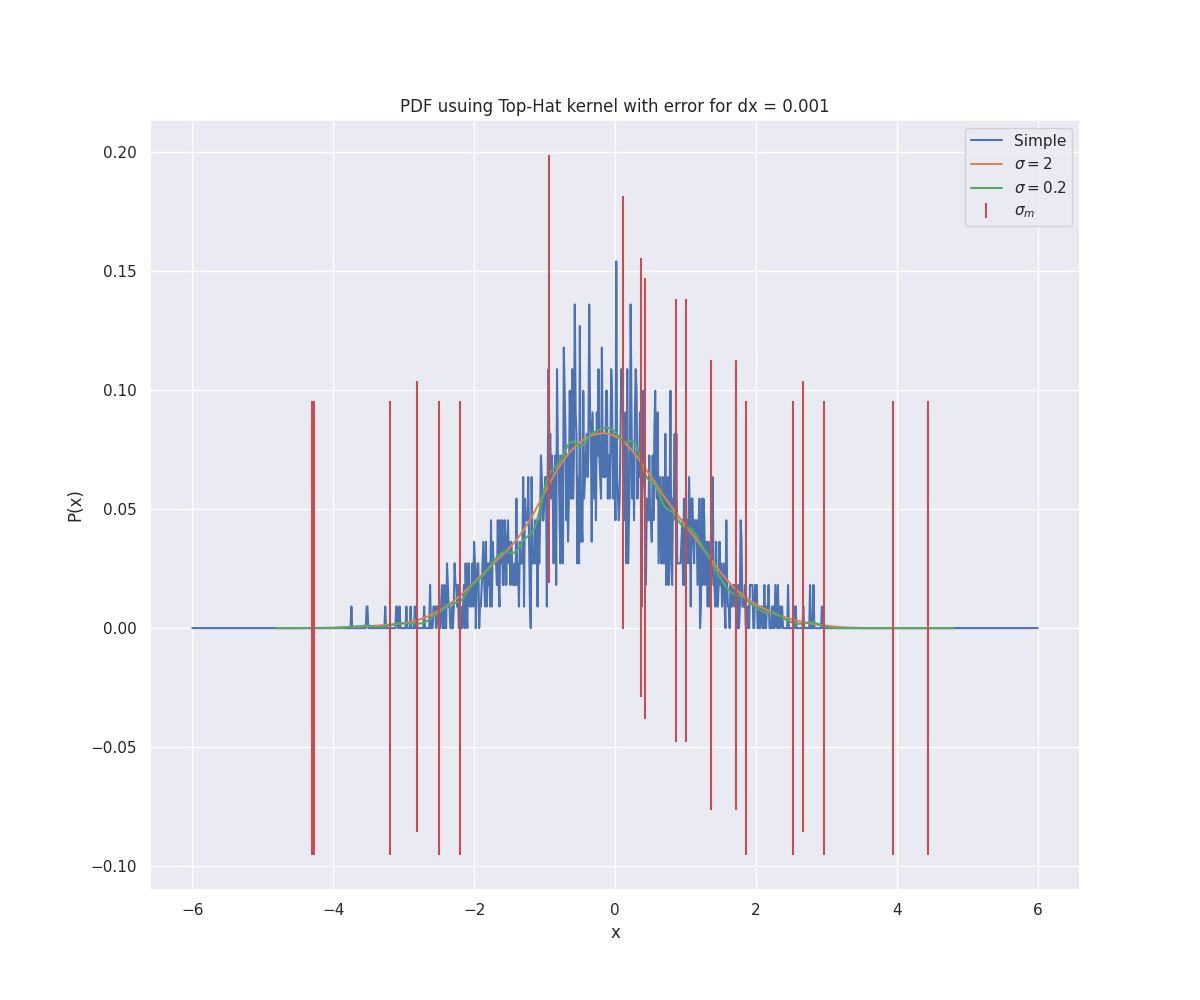 PDF usuing Top-Hat kernel with error for dx = 0.001
Simple
σ = 2
σ = 0.2
σm
0.20
0.15
0.10
0.05
0.00
−0.05
−0.10
P(x)
−6 −4 −2 0 2 4 6
x